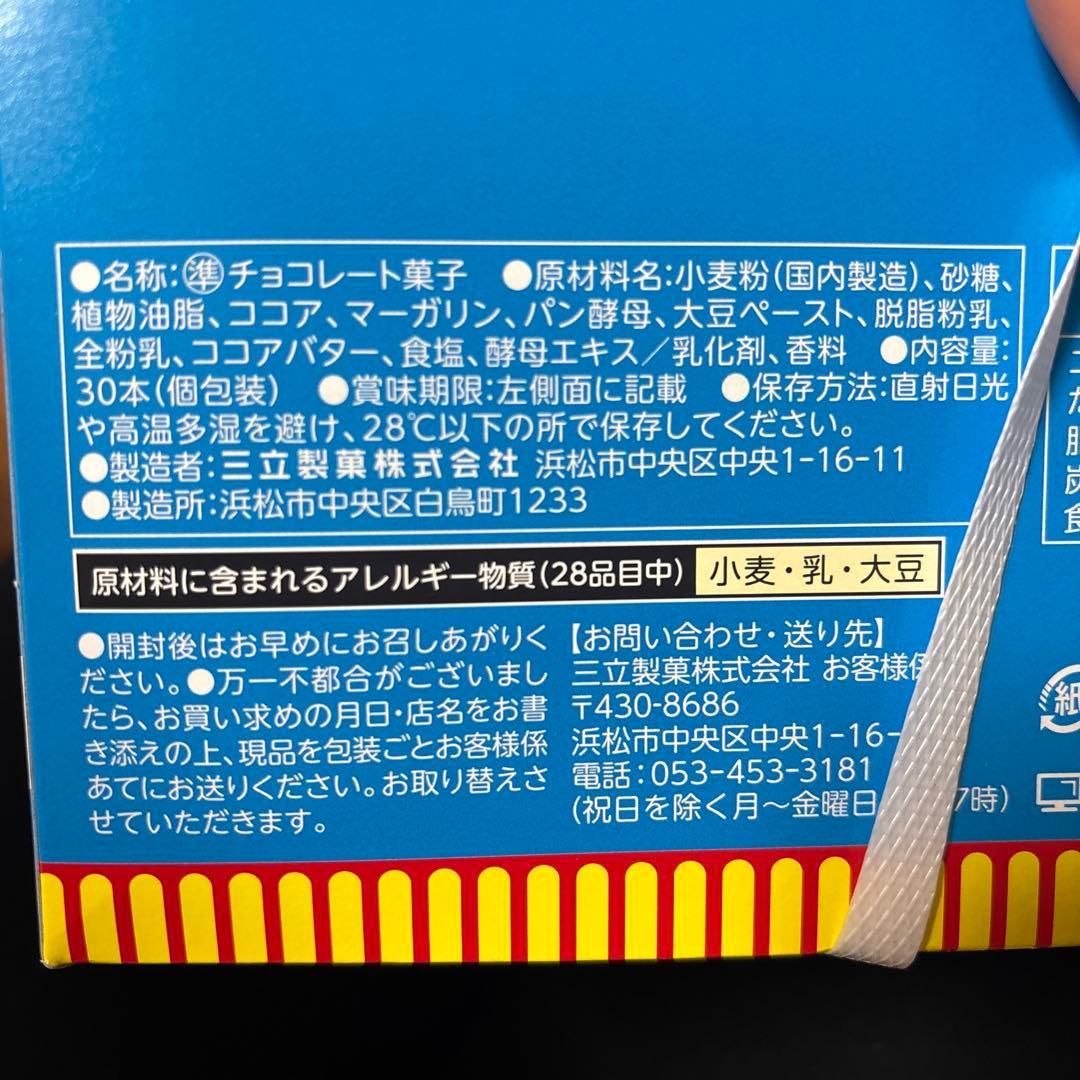 ●名称:㊜チョコレート菓子 ●原材料名:小麦粉(国内製造)、砂糖、
植物油脂、ココア、マーガリン、パン酵母、大豆ペースト、脱脂粉乳、
全粉乳、ココアバター、食塩、酵母エキス/乳化剤、香料 ●内容量:
30本(個包装) ●賞味期限:左側面に記載 ●保存方法:直射日光
や高温多湿を避け、28℃以下の所で保存してください。
●製造者:三立製菓株式会社 浜松市中央区中央1-16-11
●製造所:浜松市中央区白鳥町1233
原材料に含まれるアレルギー物質(28品目中) 小麦・乳・大豆
●開封後はお早めにお召しあがりく
ださい。●万一不都合がございまし
たら、お買い求めの月日・店名をお書
き添えの上、現品を包装ごとお客様係
あてにお送りください。お取り替えさ
せていただきます。
【お問い合わせ・送り先】
三立製菓株式会社 お客様係
〒430-8686
浜松市中央区中央1-16-
電話:053-453-3181
(祝日を除く月〜金曜日 7時)
紙